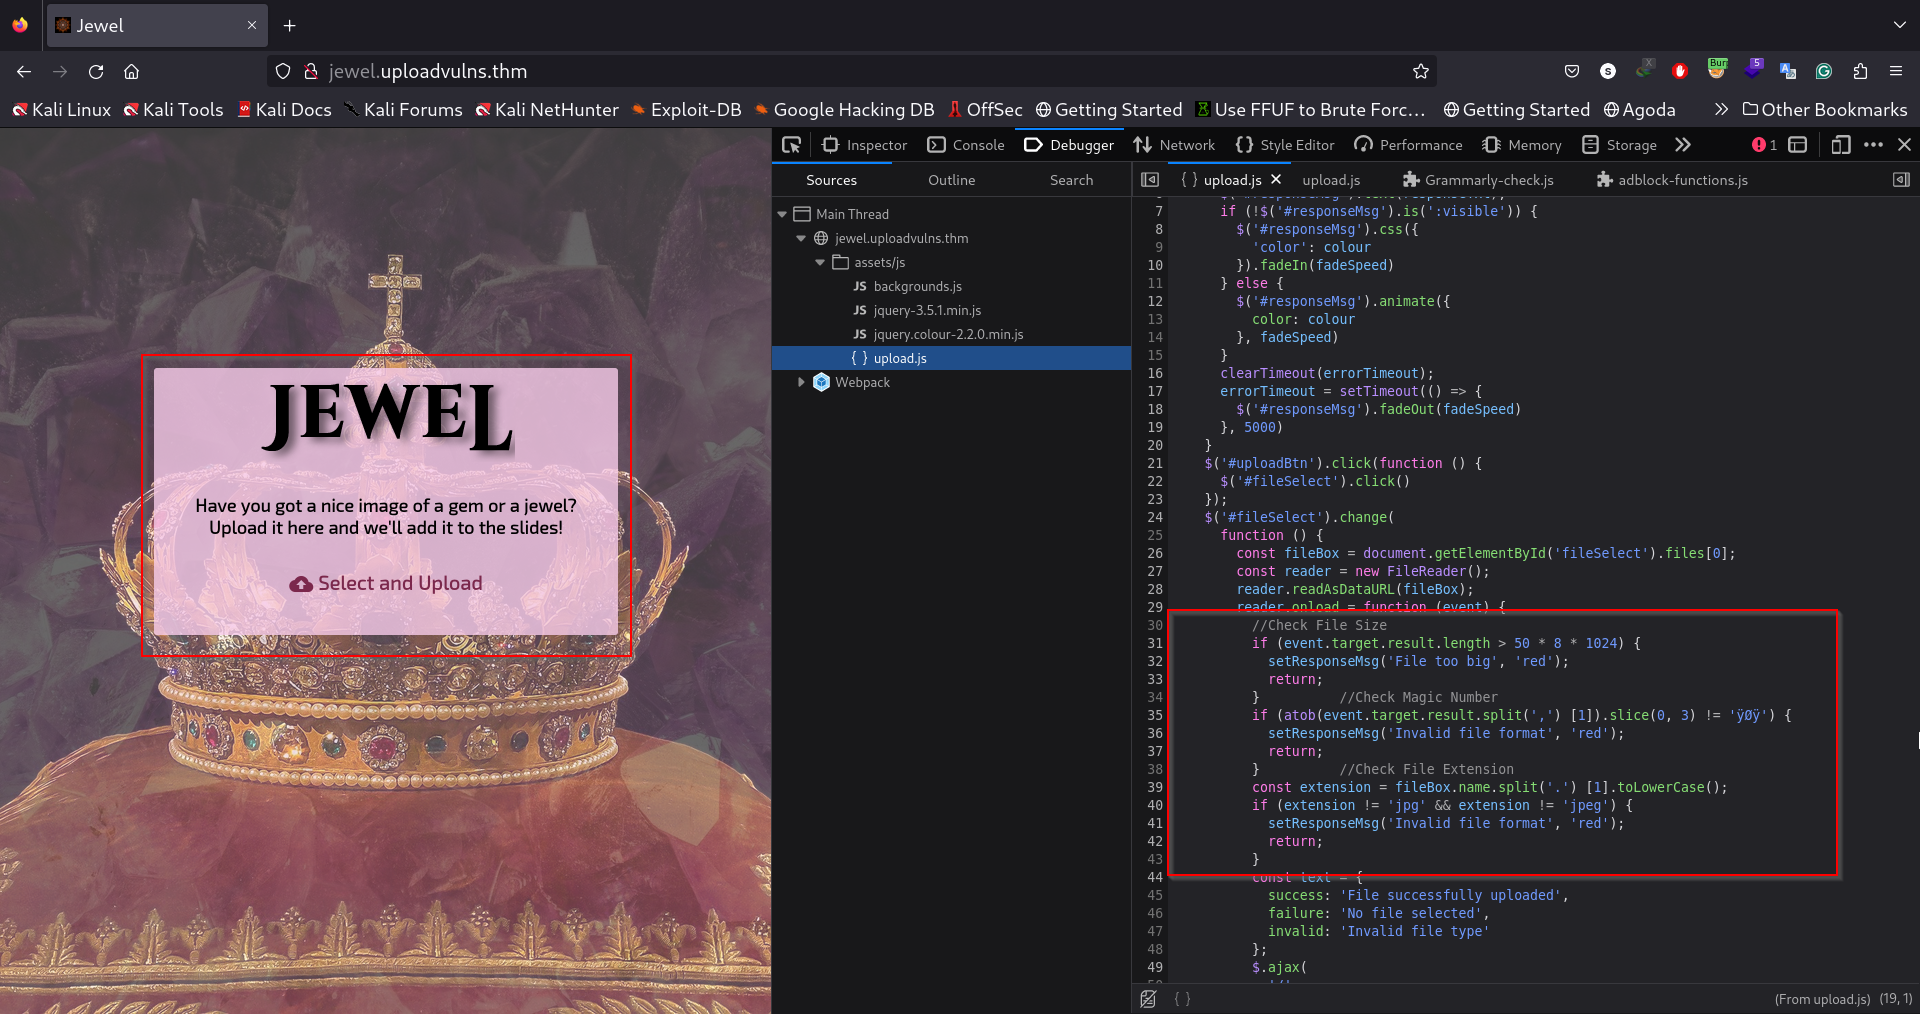 Jewel
jewel.uploadvulns.thm
Kali Linux Kali Tools Kali Docs Kali Forums Kali NetHunter Exploit-DB Google Hacking DB OffSec Getting Started Use FFUF to Brute Forc… Getting Started Agoda Other Bookmarks
JEWEL
Have you got a nice image of a gem or a jewel?
Upload it here and we'll add it to the slides!
Select and Upload
Inspector Console Debugger Network Style Editor Performance Memory Storage 1
Sources Outline Search
Main Thread
jewel.uploadvulns.thm
assets/js
JS backgrounds.js
JS jquery-3.5.1.min.js
JS jquery.colour-2.2.0.min.js
{ } upload.js
Webpack
{ } upload.js upload.js Grammarly-check.js adblock-functions.js
7 if (!$('#responseMsg').is(':visible')) {
8 $('#responseMsg').css({
9 'color': colour
10 }).fadeIn(fadeSpeed)
11 } else {
12 $('#responseMsg').animate({
13 color: colour
14 }, fadeSpeed)
15 }
16 clearTimeout(errorTimeout);
17 errorTimeout = setTimeout(() => {
18 $('#responseMsg').fadeOut(fadeSpeed)
19 }, 5000)
20 }
21 $('#uploadBtn').click(function () {
22 $('#fileSelect').click()
23 });
24 $('#fileSelect').change(
25 function () {
26 const fileBox = document.getElementById('fileSelect').files[0];
27 const reader = new FileReader();
28 reader.readAsDataURL(fileBox);
29 reader.onload = function (event) {
30 //Check File Size
31 if (event.target.result.length > 50 * 8 * 1024) {
32 setResponseMsg('File too big', 'red');
33 return;
34 } //Check Magic Number
35 if (atob(event.target.result.split(',') [1]).slice(0, 3) != 'ÿØÿ') {
36 setResponseMsg('Invalid file format', 'red');
37 return;
38 } //Check File Extension
39 const extension = fileBox.name.split('.') [1].toLowerCase();
40 if (extension != 'jpg' && extension != 'jpeg') {
41 setResponseMsg('Invalid file format', 'red');
42 return;
43 }
44 const text = {
45 success: 'File successfully uploaded',
46 failure: 'No file selected',
47 invalid: 'Invalid file type'
48 };
49 $.ajax(
{ } (From upload.js) (19, 1)